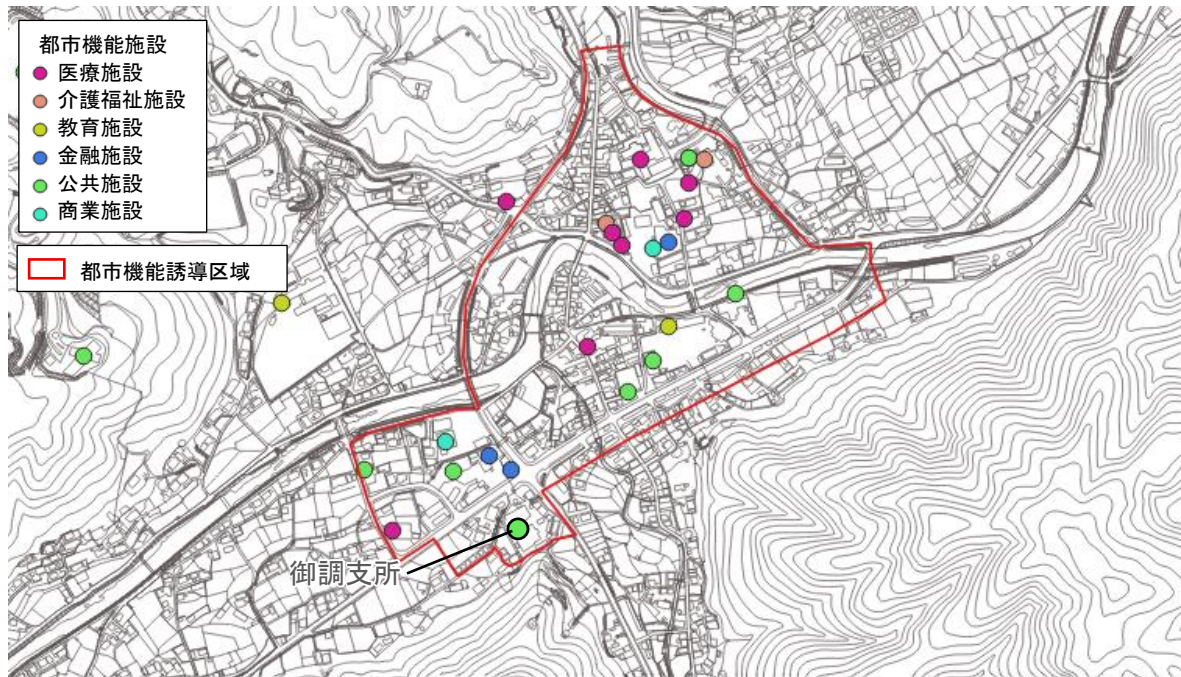 都市機能施設
医療施設
介護福祉施設
教育施設
金融施設
公共施設
商業施設
都市機能誘導区域
御調支所